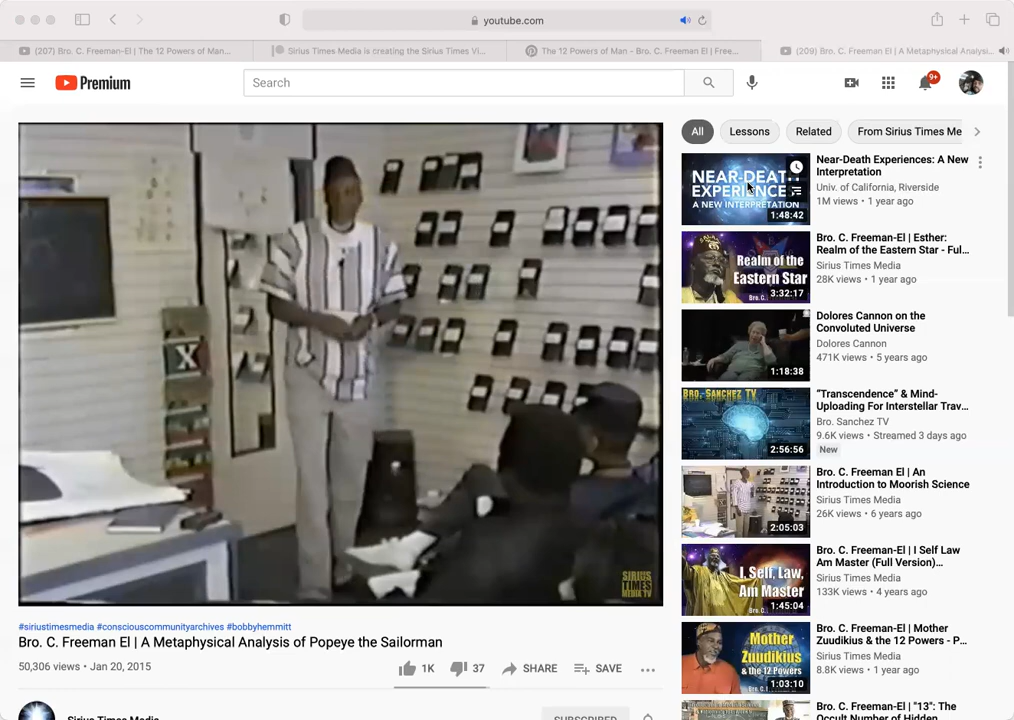 youtube.com
(207) Bro. C. Freeman-El | The 12 Powers of Man...
Sirius Times Media is creating the Sirius Times Vi...
The 12 Powers of Man - Bro. C. Freeman El | Free...
(209) Bro. C. Freeman El | A Metaphysical Analysi...
Premium
Search
9+
All
Lessons
Related
From Sirius Times Me
NEAR-DEATH
EXPERIENCE
A NEW INTERPRETATION
1:48:42
Near-Death Experiences: A New
Interpretation
Univ. of California, Riverside
1M views • 1 year ago
Realm of the
Eastern Star
Bro. C.
3:32:17
Bro. C. Freeman-El | Esther:
Realm of the Eastern Star - Ful...
Sirius Times Media
28K views • 1 year ago
1:18:38
Dolores Cannon on the
Convoluted Universe
Dolores Cannon
471K views • 5 years ago
BRO. SANCHEZ TV
2:56:56
“Transcendence” & Mind-
Uploading For Interstellar Trav...
Bro. Sanchez TV
9.6K views • Streamed 3 days ago
New
2:05:03
Bro. C. Freeman El | An
Introduction to Moorish Science
Sirius Times Media
26K views • 6 years ago
I, Self, Law,
Am Master
1:45:04
Bro. C. Freeman-El | I Self Law
Am Master (Full Version)...
Sirius Times Media
133K views • 4 years ago
Mother
Zuudikius
& the 12 Powers
Bro. C.
1:03:10
Bro. C. Freeman-El | Mother
Zuudikius & the 12 Powers - P...
Sirius Times Media
8.8K views • 1 year ago
Bro. C. Freeman-El | "13": The
Occult Number of Hidden
X
SIRIUS
TIMES
MEDIA TV
#siriustimesmedia #consciouscommunityarchives #bobbyhemmitt
Bro. C. Freeman El | A Metaphysical Analysis of Popeye the Sailorman
50,306 views • Jan 20, 2015
1K
37
SHARE
SAVE
Sirius Times Media
SUBSCRIBED